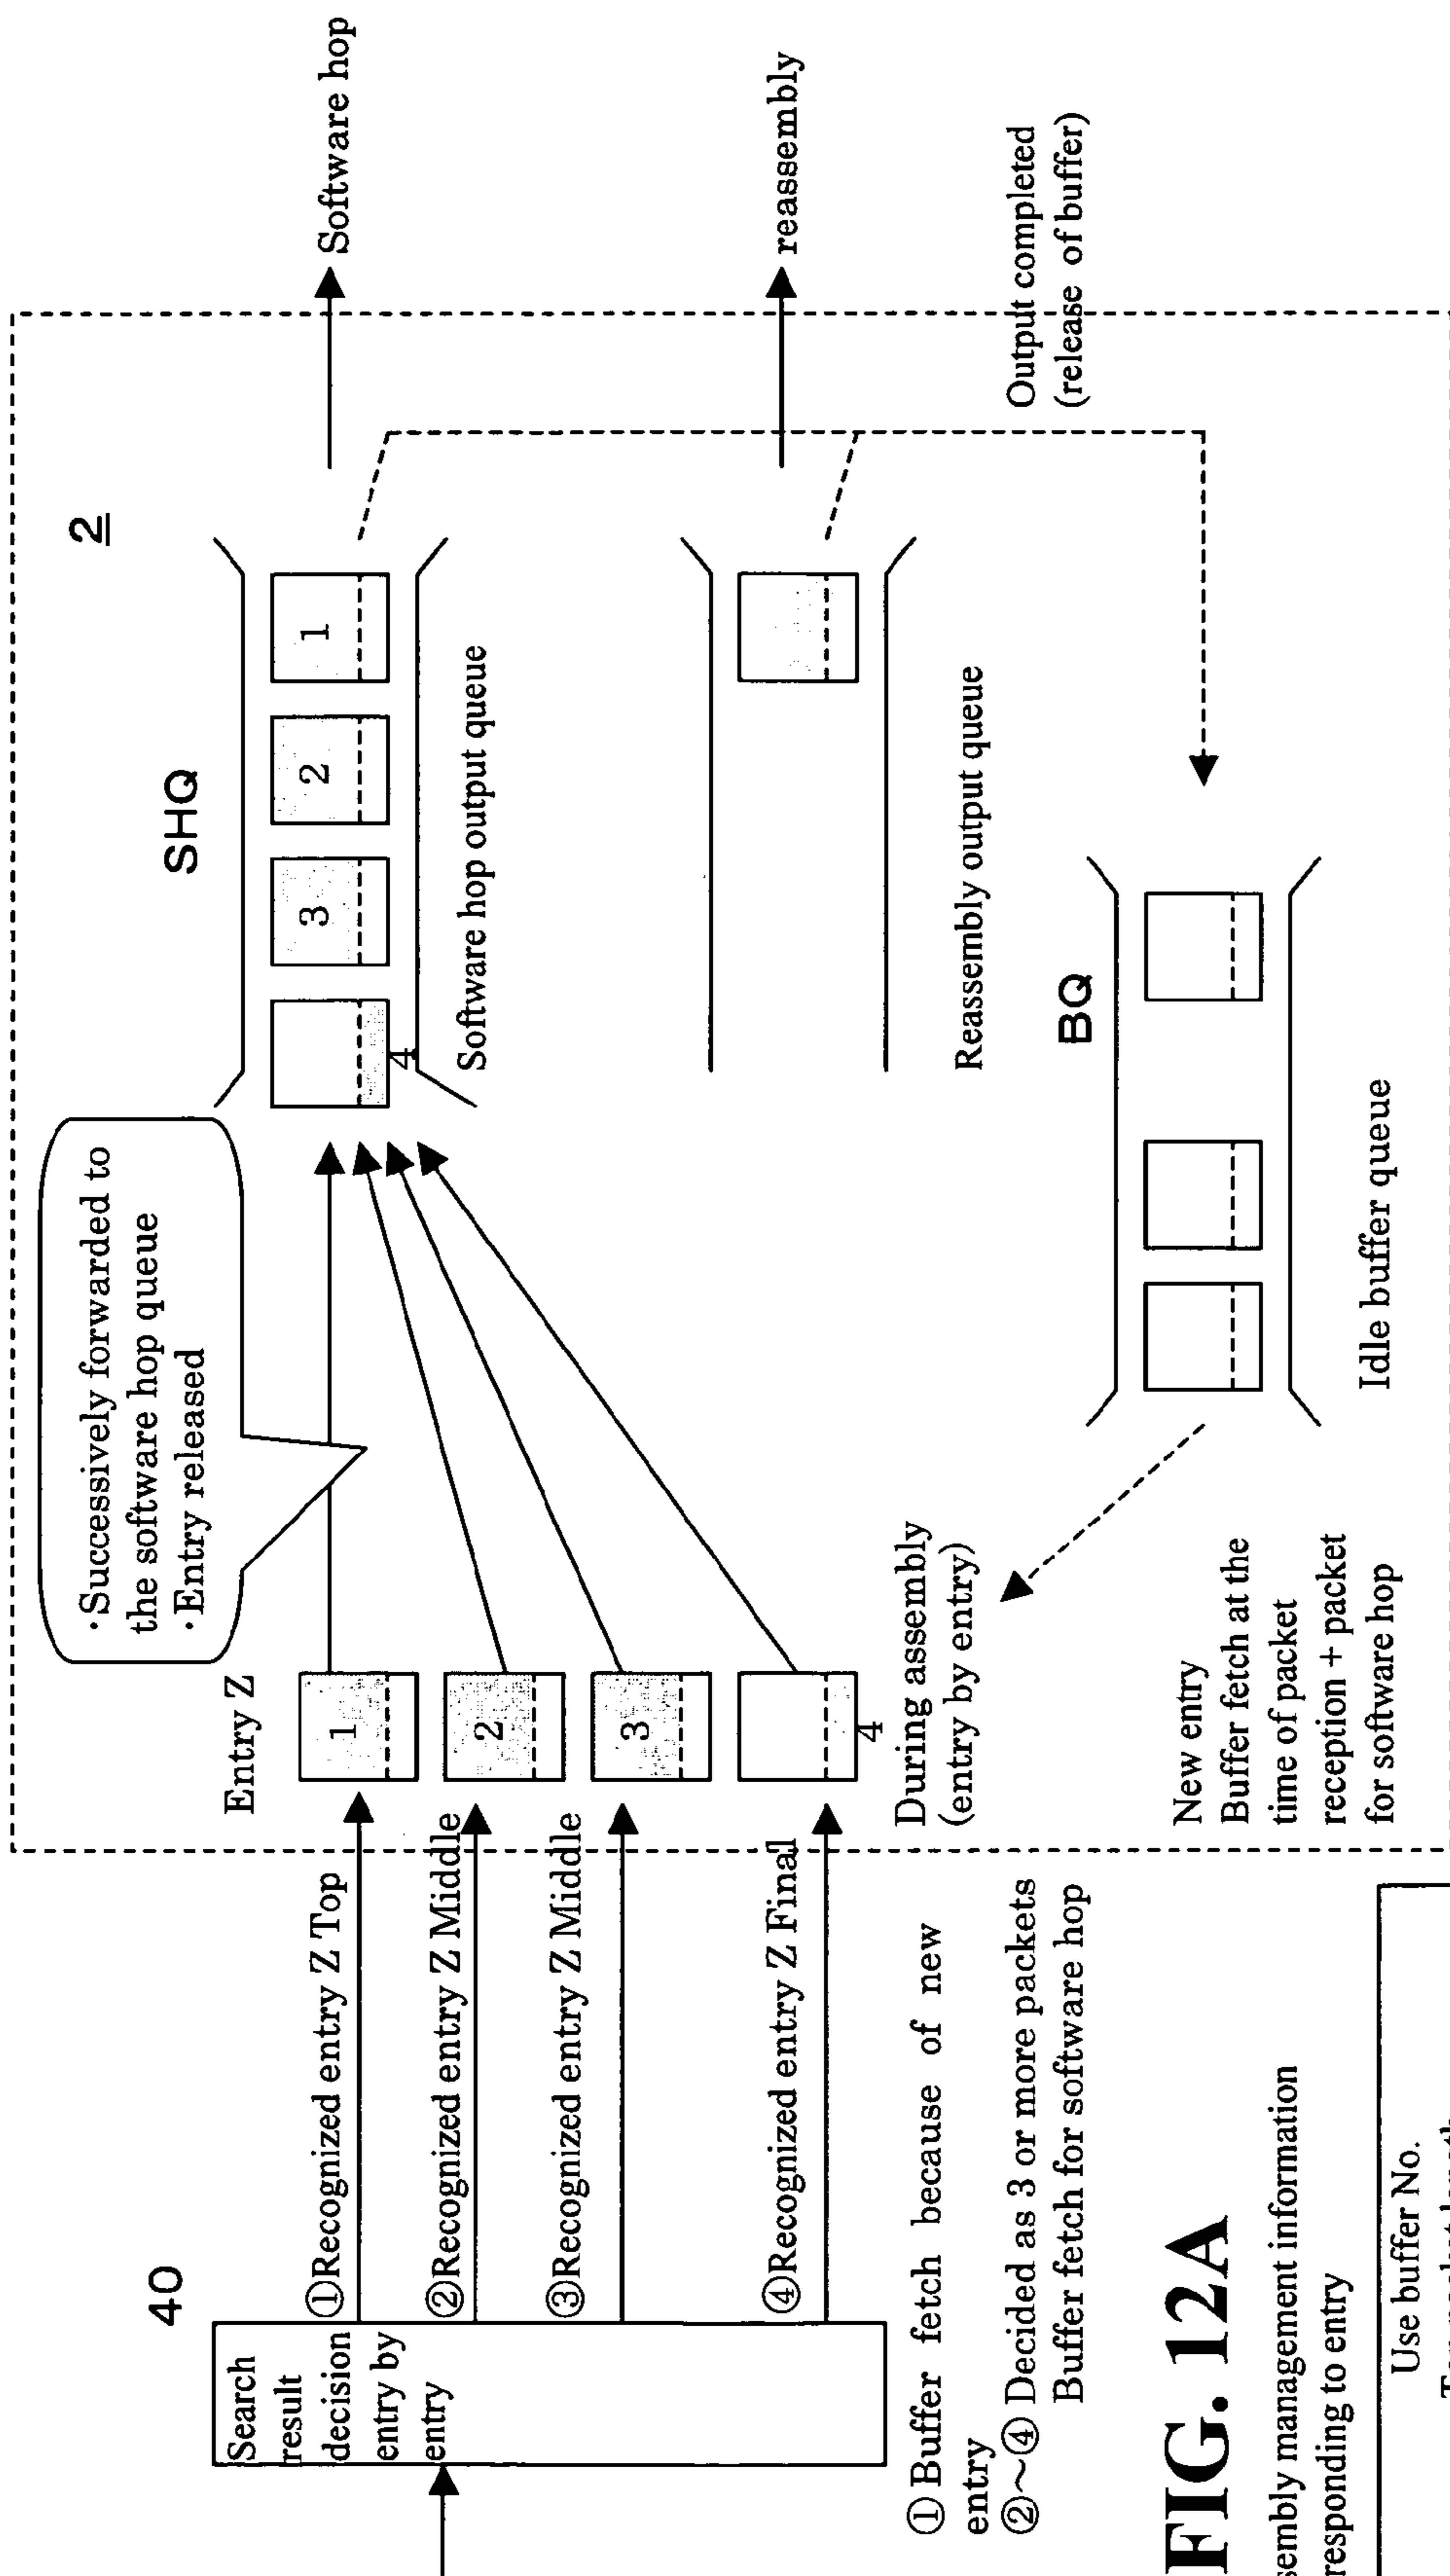 40
Search
result
decision
entry by
entry
①Recognized entry Z Top
②Recognized entry Z Middle
③Recognized entry Z Middle
④Recognized entry Z Final
① Buffer fetch because of new
entry
②~④ Decided as 3 or more packets
Buffer fetch for software hop
2
·Successively forwarded to
the software hop queue
·Entry released
Entry Z
1
2
3
4
During assembly
(entry by entry)
SHQ
4
3
2
1
Software hop output queue
Software hop
Reassembly output queue
reassembly
Output completed
(release of buffer)
BQ
Idle buffer queue
New entry
Buffer fetch at the
time of packet
reception + packet
for software hop
FIG. 12A
sembly management information
responding to entry
Use buffer No.